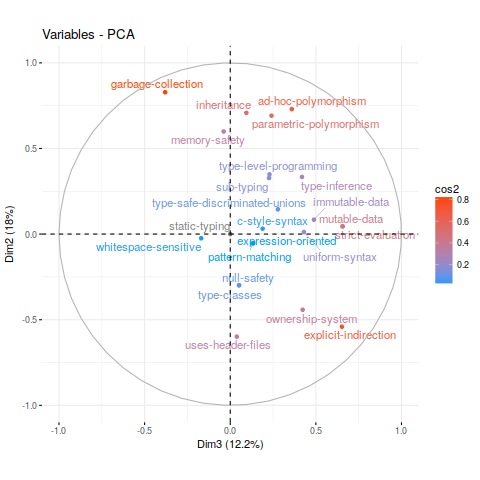 Variables - PCA
1.0
garbage-collection
ad-hoc-polymorphism
inheritance
parametric-polymorphism
memory-safety
0.5
type-level-programming
sub-typing
type-inference
type-safe-discriminated-unions
immutable-data
static-typing
c-style-syntax
mutable-data
0.0
expression-oriented
strict-evaluation
whitespace-sensitive
pattern-matching
uniform-syntax
null-safety
type-classes
-0.5
ownership-system
explicit-indirection
uses-header-files
-1.0
-1.0 -0.5 0.0 0.5 1.0
Dim3 (12.2%)
Dim2 (18%)
cos2
0.8
0.6
0.4
0.2